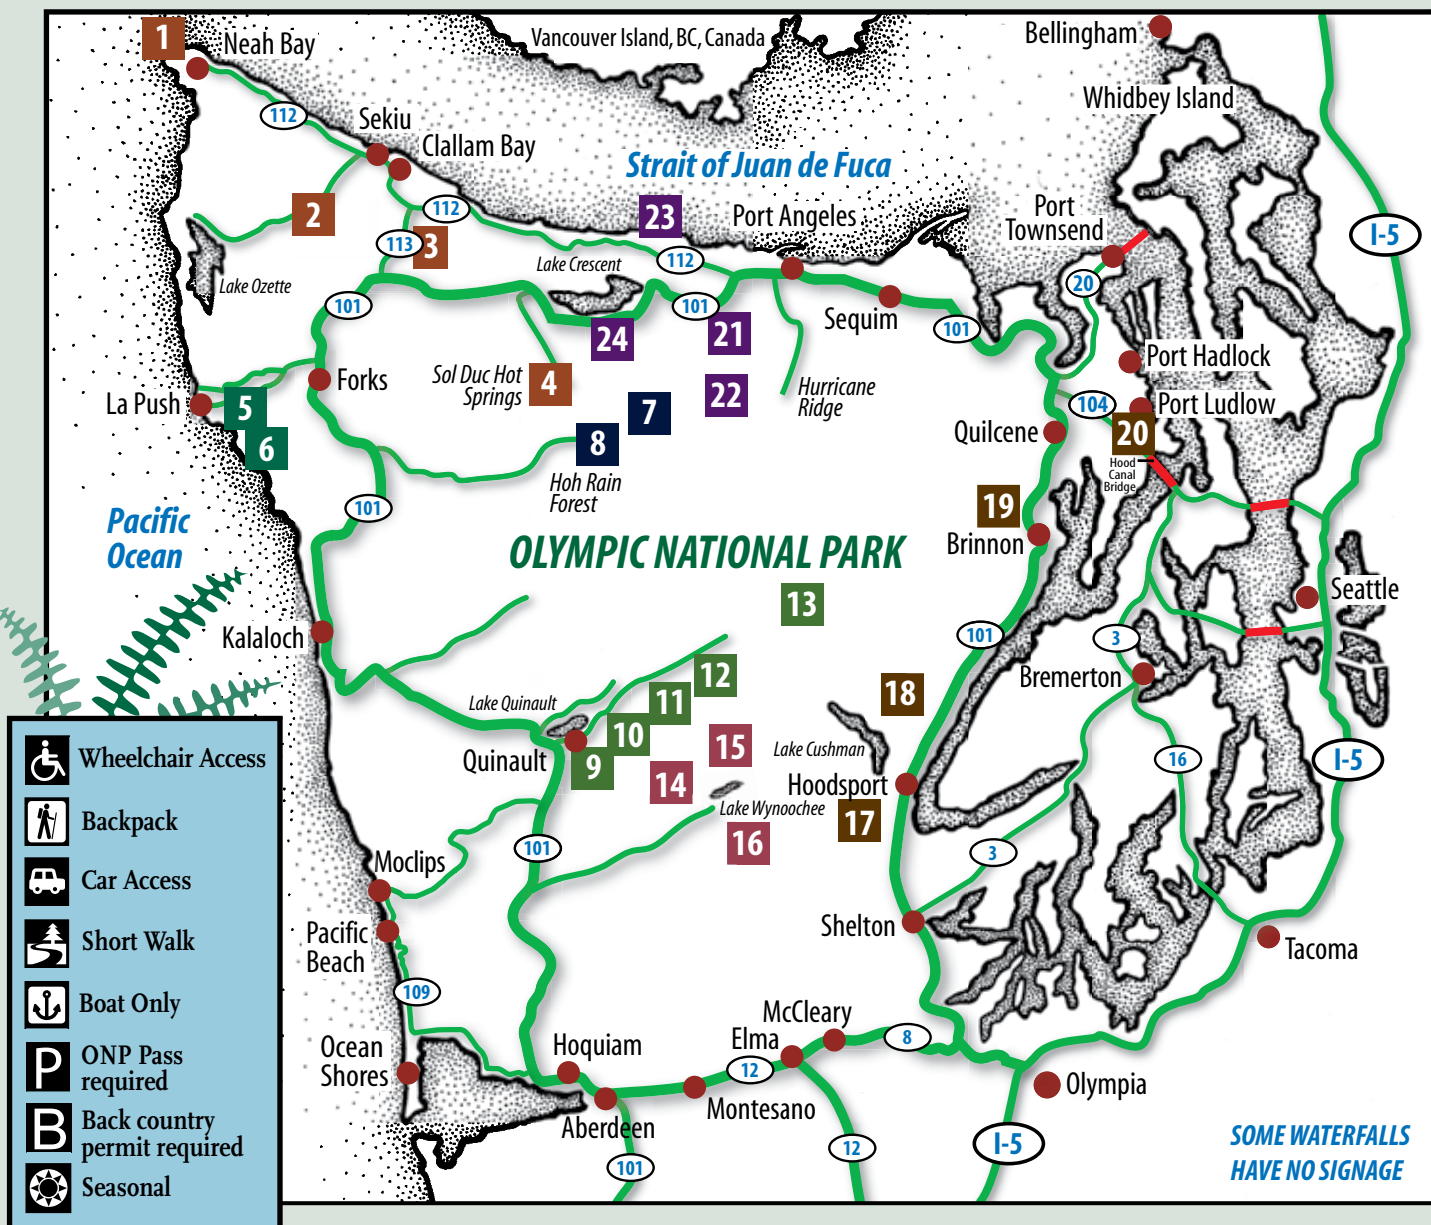 1
Neah Bay
Vancouver Island, BC, Canada
Bellingham
Whidbey Island
112
Sekiu
Clallam Bay
Strait of Juan de Fuca
2
112
113
3
23
Port Angeles
Port
Townsend
I-5
Lake Ozette
Lake Crescent
112
20
101
101
24
21
Sequim
101
Port Hadlock
Forks
Sol Duc Hot
Springs
4
22
Hurricane
Ridge
La Push
5
6
7
8
Hoh Rain
Forest
104
Port Ludlow
20
Quilcene
Hood
Canal
Bridge
101
Pacific
Ocean
19
Brinnon
OLYMPIC NATIONAL PARK
13
Seattle
Kalaloch
101
3
Bremerton
12
11
10
9
Lake Quinault
Quinault
18
15
14
Lake Cushman
Hoodsport
16
I-5
Lake Wynoochee
17
16
101
3
Moclips
Pacific
Beach
Shelton
Tacoma
109
McCleary
Elma
8
Ocean
Shores
Hoquiam
12
Olympia
Montesano
Aberdeen
101
12
I-5
SOME WATERFALLS
HAVE NO SIGNAGE
Wheelchair Access
Backpack
Car Access
Short Walk
Boat Only
P
ONP Pass
required
B
Back country
permit required
Seasonal